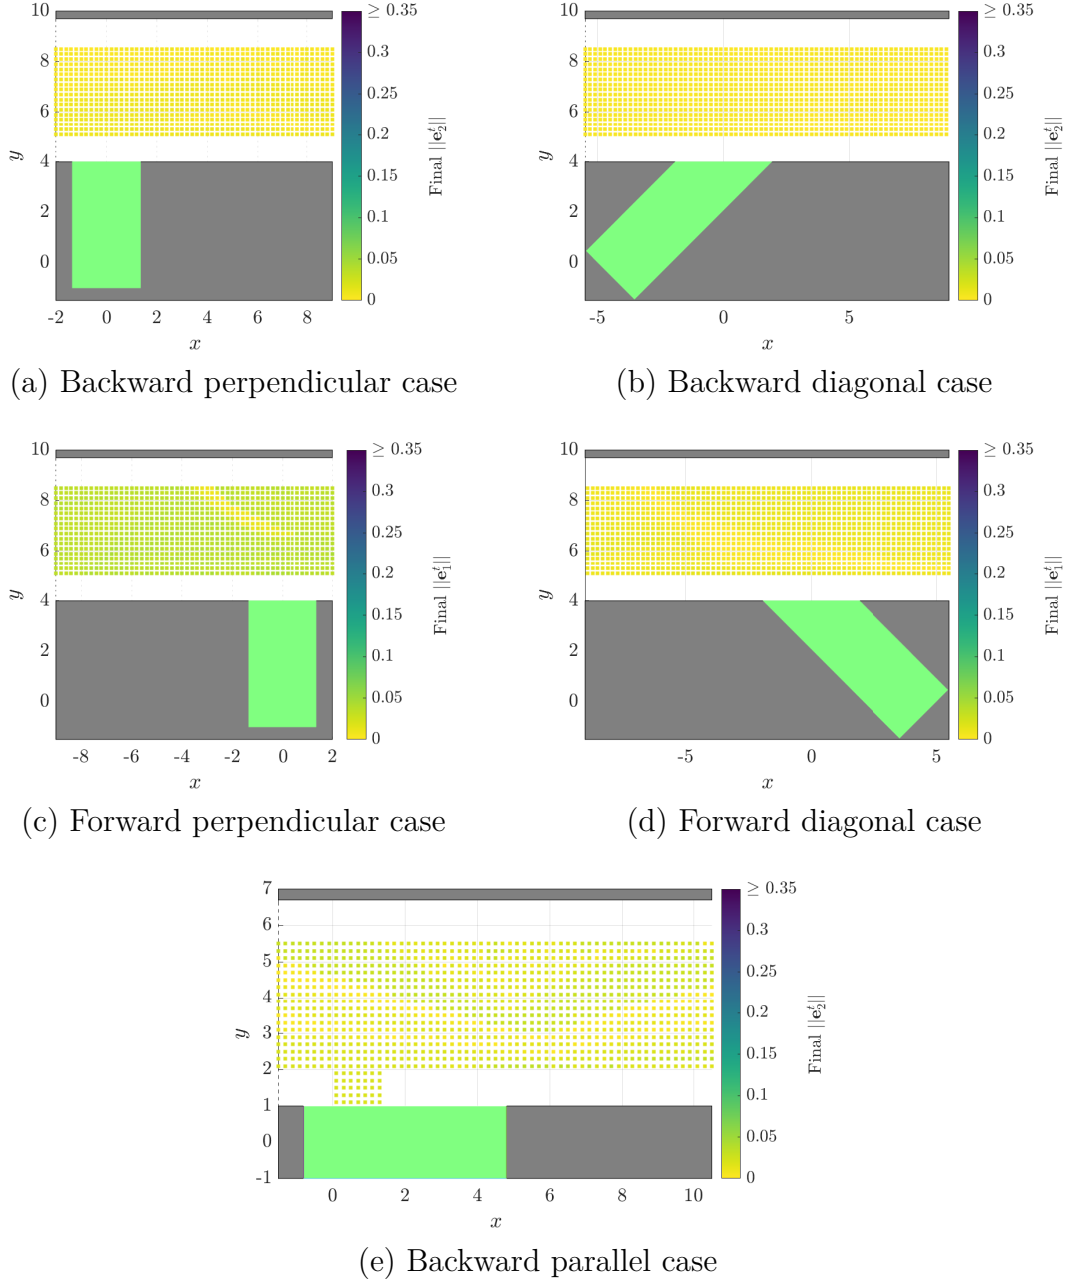 10
8
6
4
2
0
y
-2 0 2 4 6 8
x
≥ 0.35
0.3
0.25
0.2
0.15
0.1
0.05
0
Final ||e₂ᵗ||
(a) Backward perpendicular case
10
8
6
4
2
0
y
-5 0 5
x
≥ 0.35
0.3
0.25
0.2
0.15
0.1
0.05
0
Final ||e₂ᵗ||
(b) Backward diagonal case
10
8
6
4
2
0
y
-8 -6 -4 -2 0 2
x
≥ 0.35
0.3
0.25
0.2
0.15
0.1
0.05
0
Final ||e₁ᵗ||
(c) Forward perpendicular case
10
8
6
4
2
0
y
-5 0 5
x
≥ 0.35
0.3
0.25
0.2
0.15
0.1
0.05
0
Final ||e₁ᵗ||
(d) Forward diagonal case
7
6
5
4
3
2
1
0
-1
y
0 2 4 6 8 10
x
≥ 0.35
0.3
0.25
0.2
0.15
0.1
0.05
0
Final ||e₂ᵗ||
(e) Backward parallel case